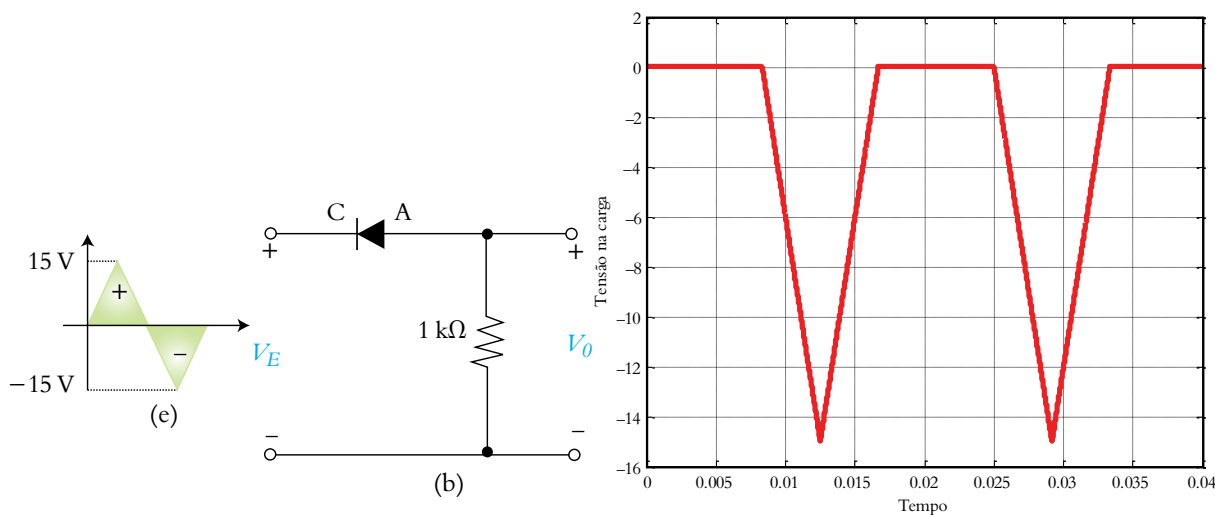 15 V
+
−
−15 V
(e)
V_E
C A
+ +
1 kΩ
V_0
− −
(b)
Tensão na carga
2
0
–2
–4
–6
–8
–10
–12
–14
–16
0 0.005 0.01 0.015 0.02 0.025 0.03 0.035 0.04
Tempo